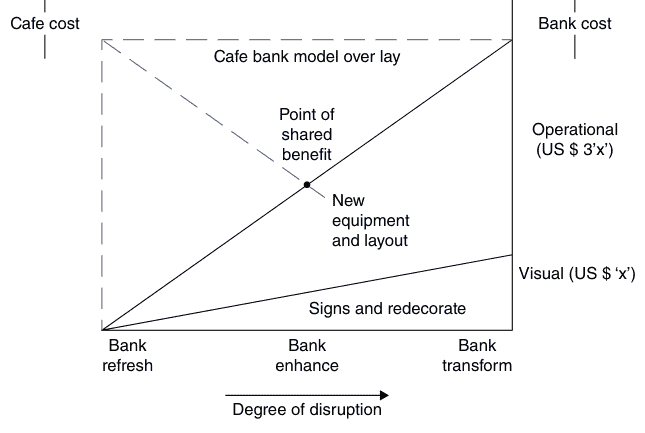 Cafe cost
Bank cost
Cafe bank model over lay
Point of
shared
benefit
Operational
(US $ 3’x’)
New
equipment
and layout
Visual (US $ ‘x’)
Signs and redecorate
Bank
refresh
Bank
enhance
Bank
transform
Degree of disruption